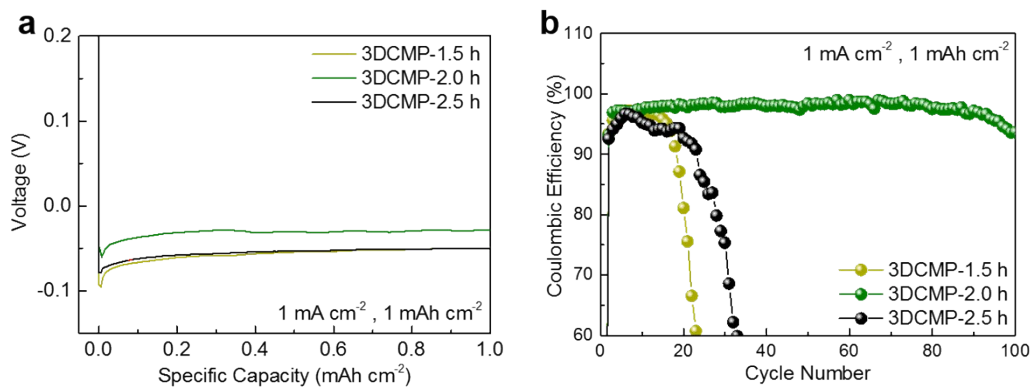 a
0.2
0.1
0.0
-0.1
Voltage (V)
3DCMP-1.5 h
3DCMP-2.0 h
3DCMP-2.5 h
1 mA cm⁻² , 1 mAh cm⁻²
0.0 0.2 0.4 0.6 0.8 1.0
Specific Capacity (mAh cm⁻²)
b
110
100
90
80
70
60
Coulombic Efficiency (%)
1 mA cm⁻² , 1 mAh cm⁻²
3DCMP-1.5 h
3DCMP-2.0 h
3DCMP-2.5 h
0 20 40 60 80 100
Cycle Number